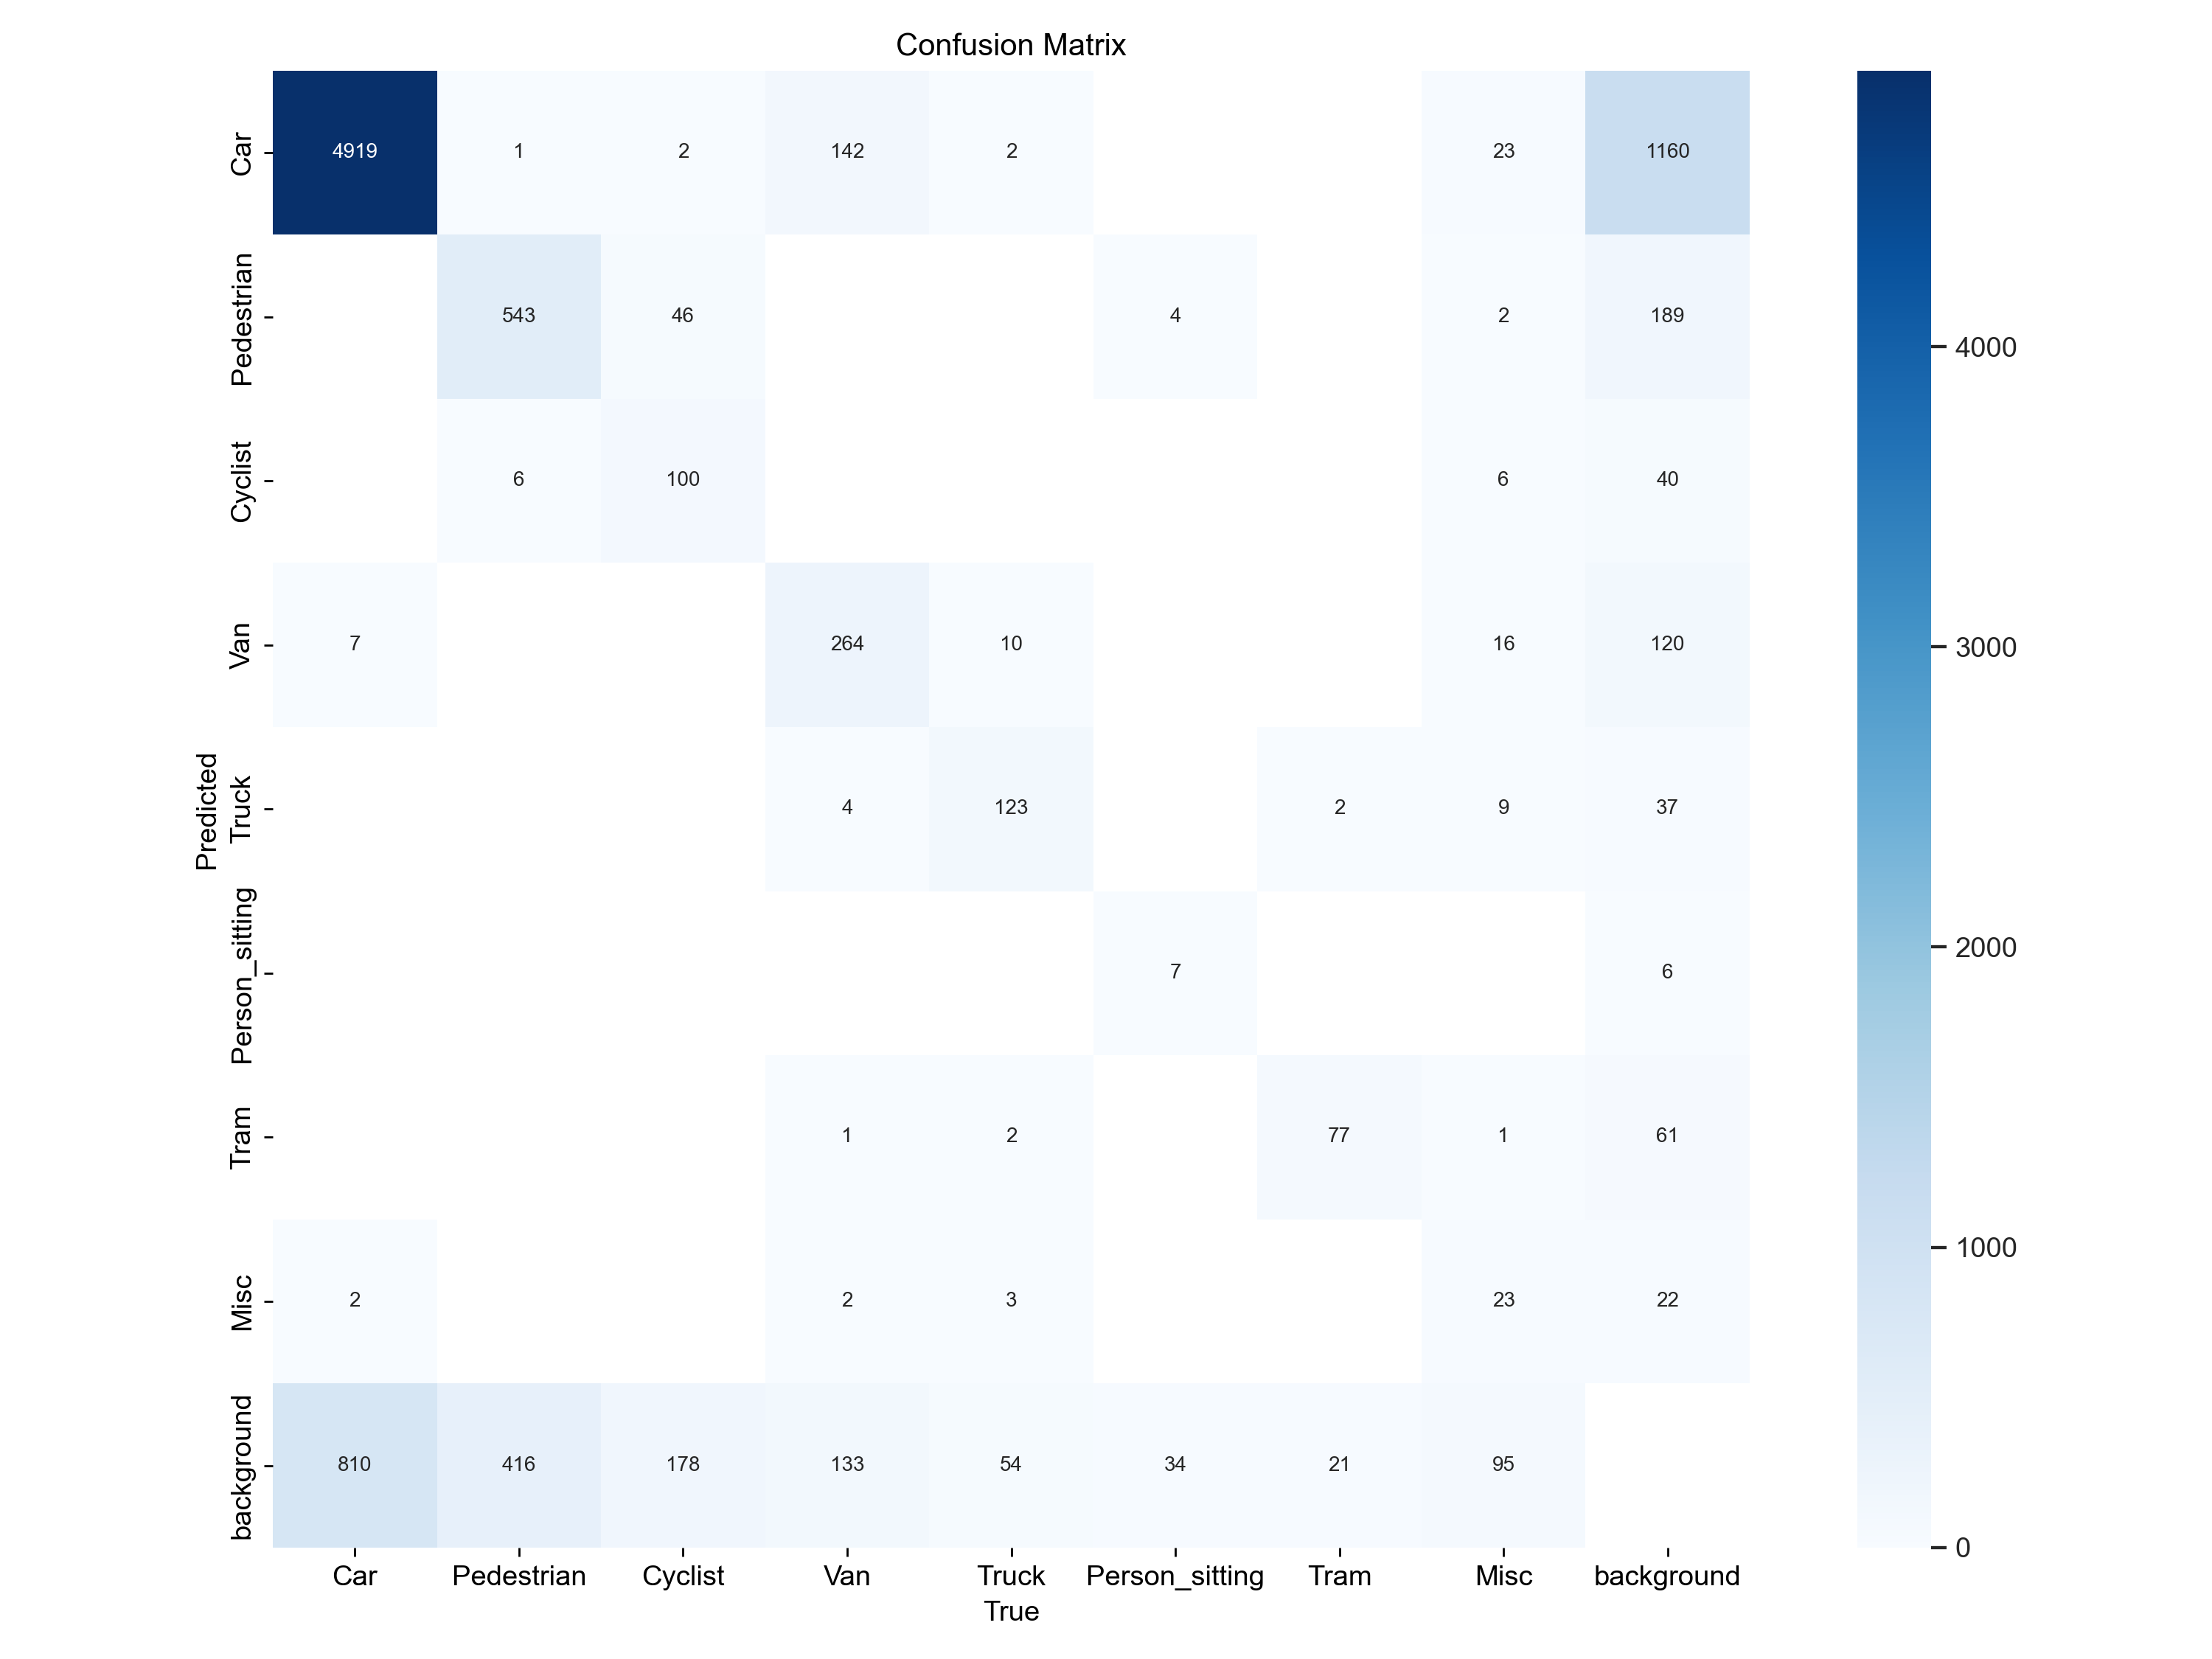 Confusion Matrix
Predicted
Car
4919 1 2 142 2 23 1160
Pedestrian
543 46 4 2 189
Cyclist
6 100 6 40
Van
7 264 10 16 120
Truck
4 123 2 9 37
Person_sitting
7 6
Tram
1 2 77 1 61
Misc
2 2 3 23 22
background
810 416 178 133 54 34 21 95
Car Pedestrian Cyclist Van Truck Person_sitting Tram Misc background
True
4000
3000
2000
1000
0